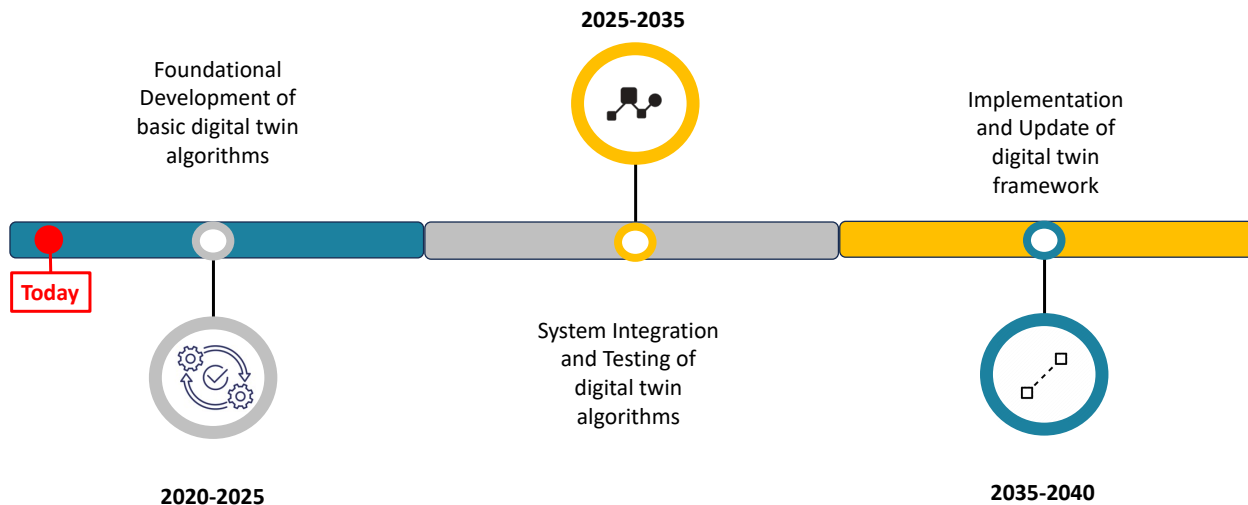 2025-2035
Foundational
Development of
basic digital twin
algorithms
Implementation
and Update of
digital twin
framework
Today
System Integration
and Testing of
digital twin
algorithms
2020-2025
2035-2040